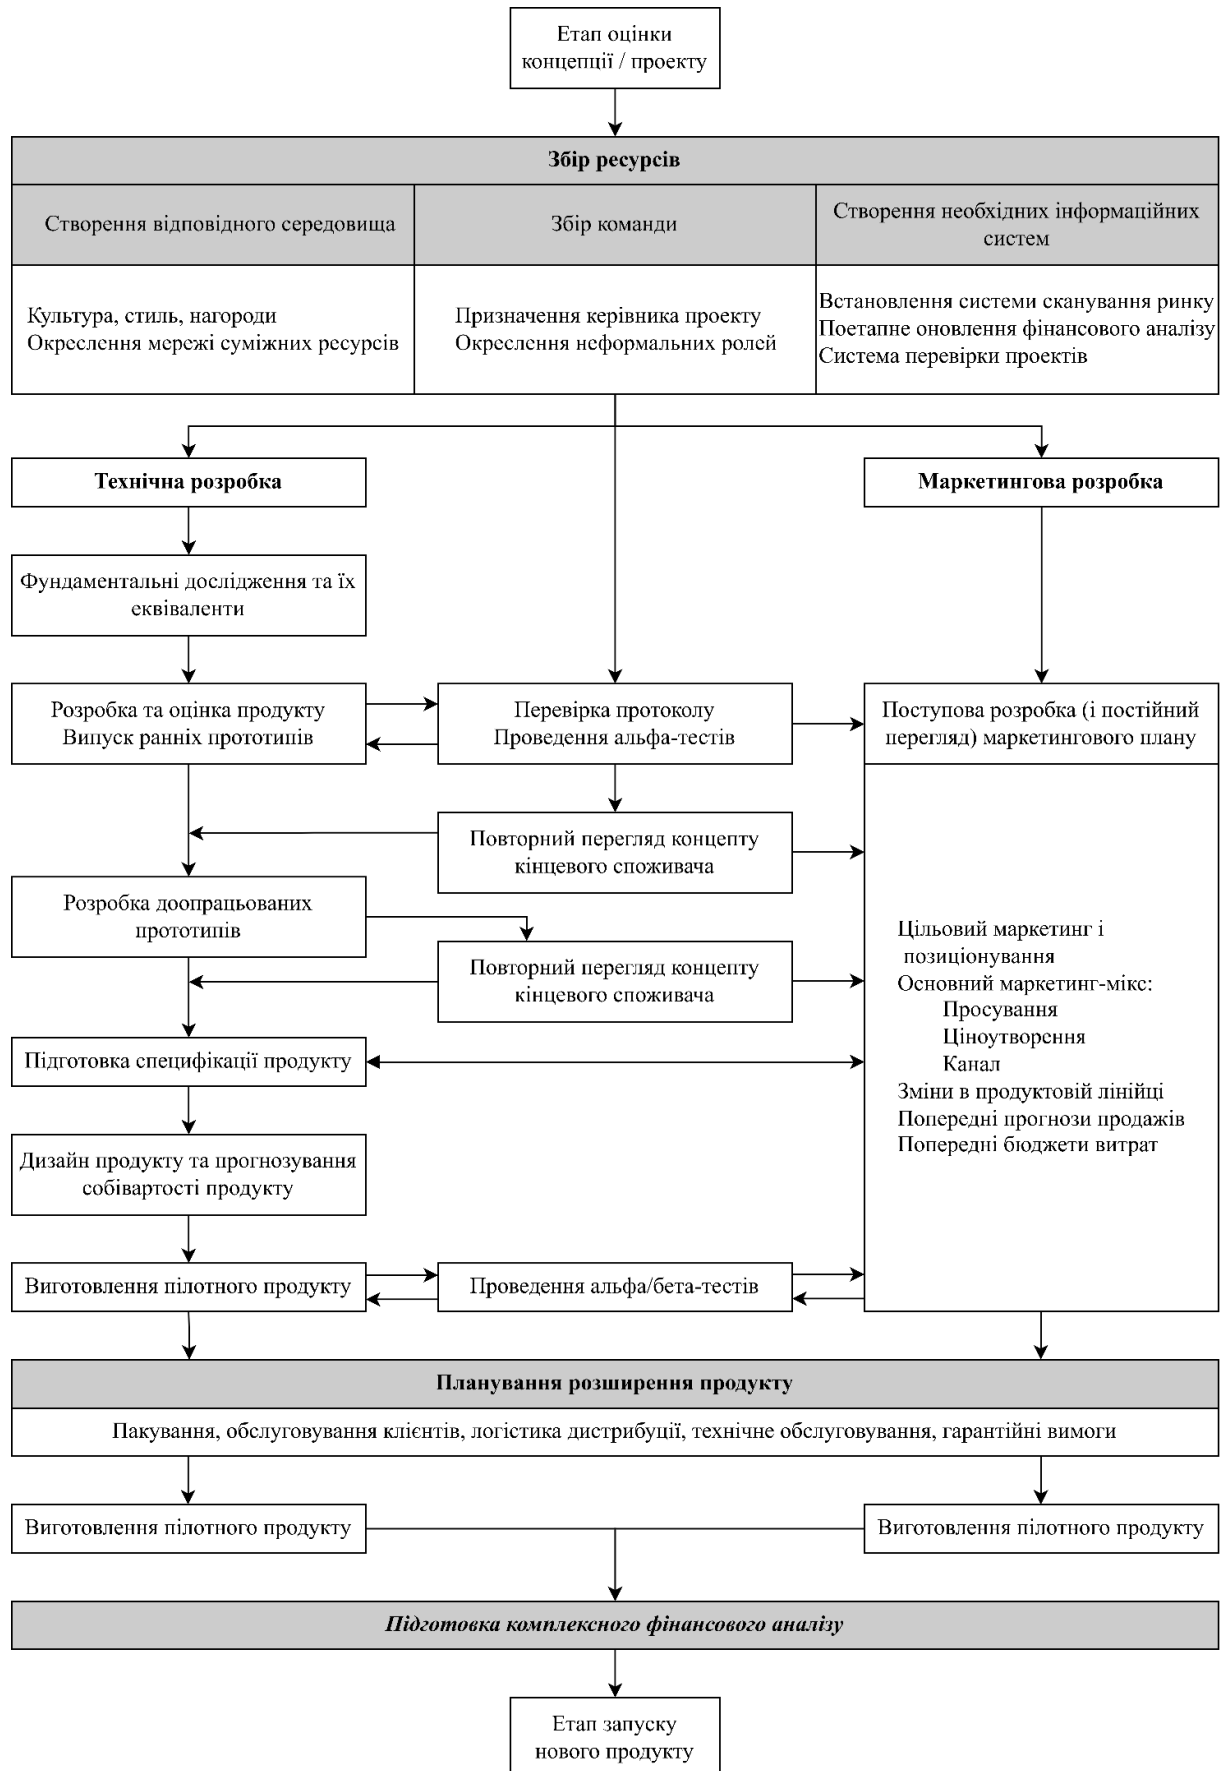 Етап оцінки
концепції / проекту
Збір ресурсів
Створення відповідного середовища
Збір команди
Створення необхідних інформаційних
систем
Культура, стиль, нагороди
Окреслення мережі суміжних ресурсів
Призначення керівника проекту
Окреслення неформальних ролей
Встановлення системи сканування ринку
Поетапне оновлення фінансового аналізу
Система перевірки проектів
Технічна розробка
Маркетингова розробка
Фундаментальні дослідження та їх
еквіваленти
Розробка та оцінка продукту
Випуск ранніх прототипів
Перевірка протоколу
Проведення альфа-тестів
Поступова розробка (і постійний
перегляд) маркетингового плану
Повторний перегляд концепту
кінцевого споживача
Розробка доопрацьованих
прототипів
Повторний перегляд концепту
кінцевого споживача
Цільовий маркетинг і
позиціонування
Основний маркетинг-мікс:
Просування
Ціноутворення
Канал
Зміни в продуктовій лінійці
Попередні прогнози продажів
Попередні бюджети витрат
Підготовка специфікації продукту
Дизайн продукту та прогнозування
собівартості продукту
Виготовлення пілотного продукту
Проведення альфа/бета-тестів
Планування розширення продукту
Пакування, обслуговування клієнтів, логістика дистрибуції, технічне обслуговування, гарантійні вимоги
Виготовлення пілотного продукту
Виготовлення пілотного продукту
Підготовка комплексного фінансового аналізу
Етап запуску
нового продукту